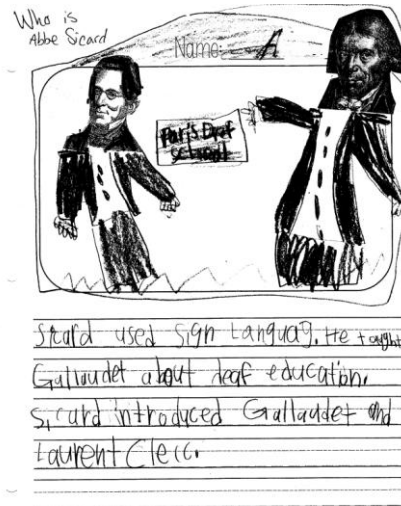 Who is
Abbe Sicard
Name: A
Paris Deaf
school
Sicard used sign Languag. He taught
Gallaudet about deaf education.
Sicard introduced Gallaudet and
Laurent Clerc.